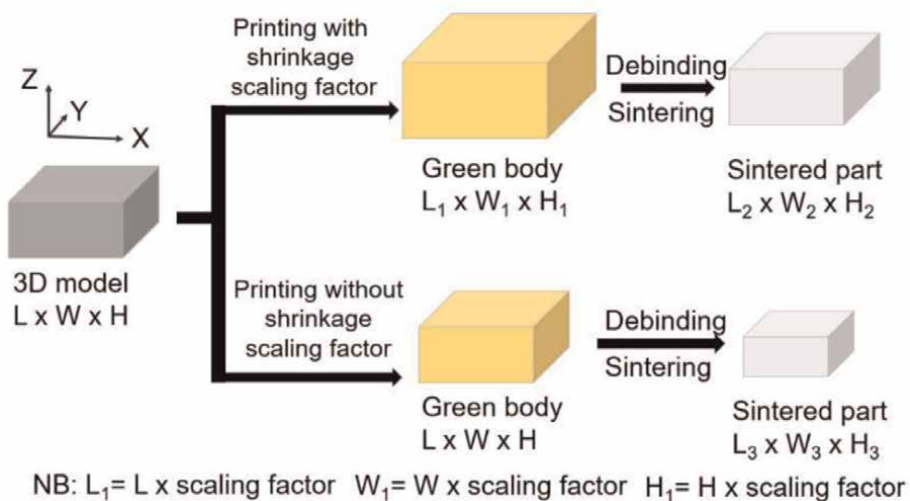 Printing with
shrinkage
scaling factor
Z
Y
X
Debinding
Sintering
Green body
L₁ x W₁ x H₁
Sintered part
L₂ x W₂ x H₂
3D model
L x W x H
Printing without
shrinkage
scaling factor
Debinding
Sintering
Green body
L x W x H
Sintered part
L₃ x W₃ x H₃
NB: L₁= L x scaling factor W₁= W x scaling factor H₁= H x scaling factor